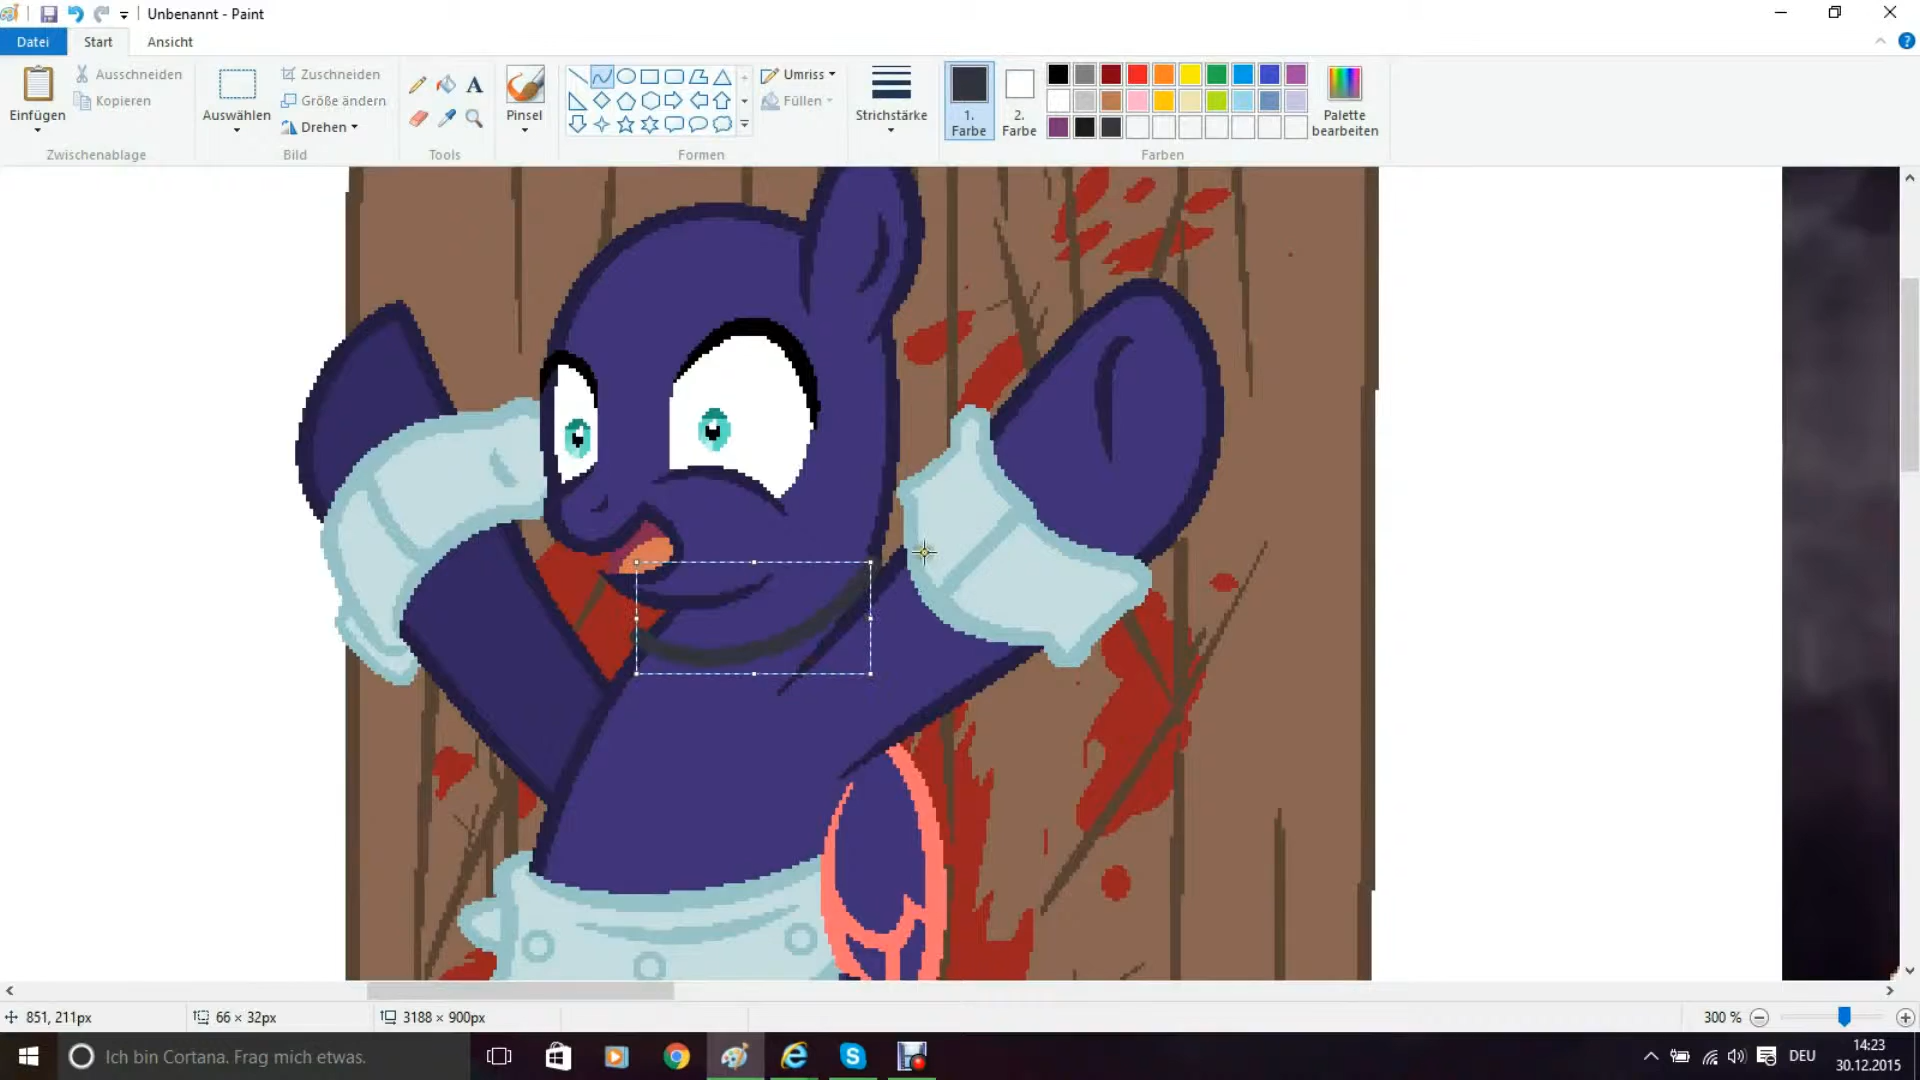 Unbenannt - Paint
Datei Start Ansicht
Einfügen
Ausschneiden
Kopieren
Zwischenablage
Auswählen
Zuschneiden
Größe ändern
Drehen
Bild
A
Tools
Pinsel
Formen
Umriss
Füllen
Strichstärke
1.
Farbe
2.
Farbe
Palette
bearbeiten
Farben
851, 211px 66 × 32px 3188 × 900px 300 %
Ich bin Cortana. Frag mich etwas.
DEU
14:23
30.12.2015